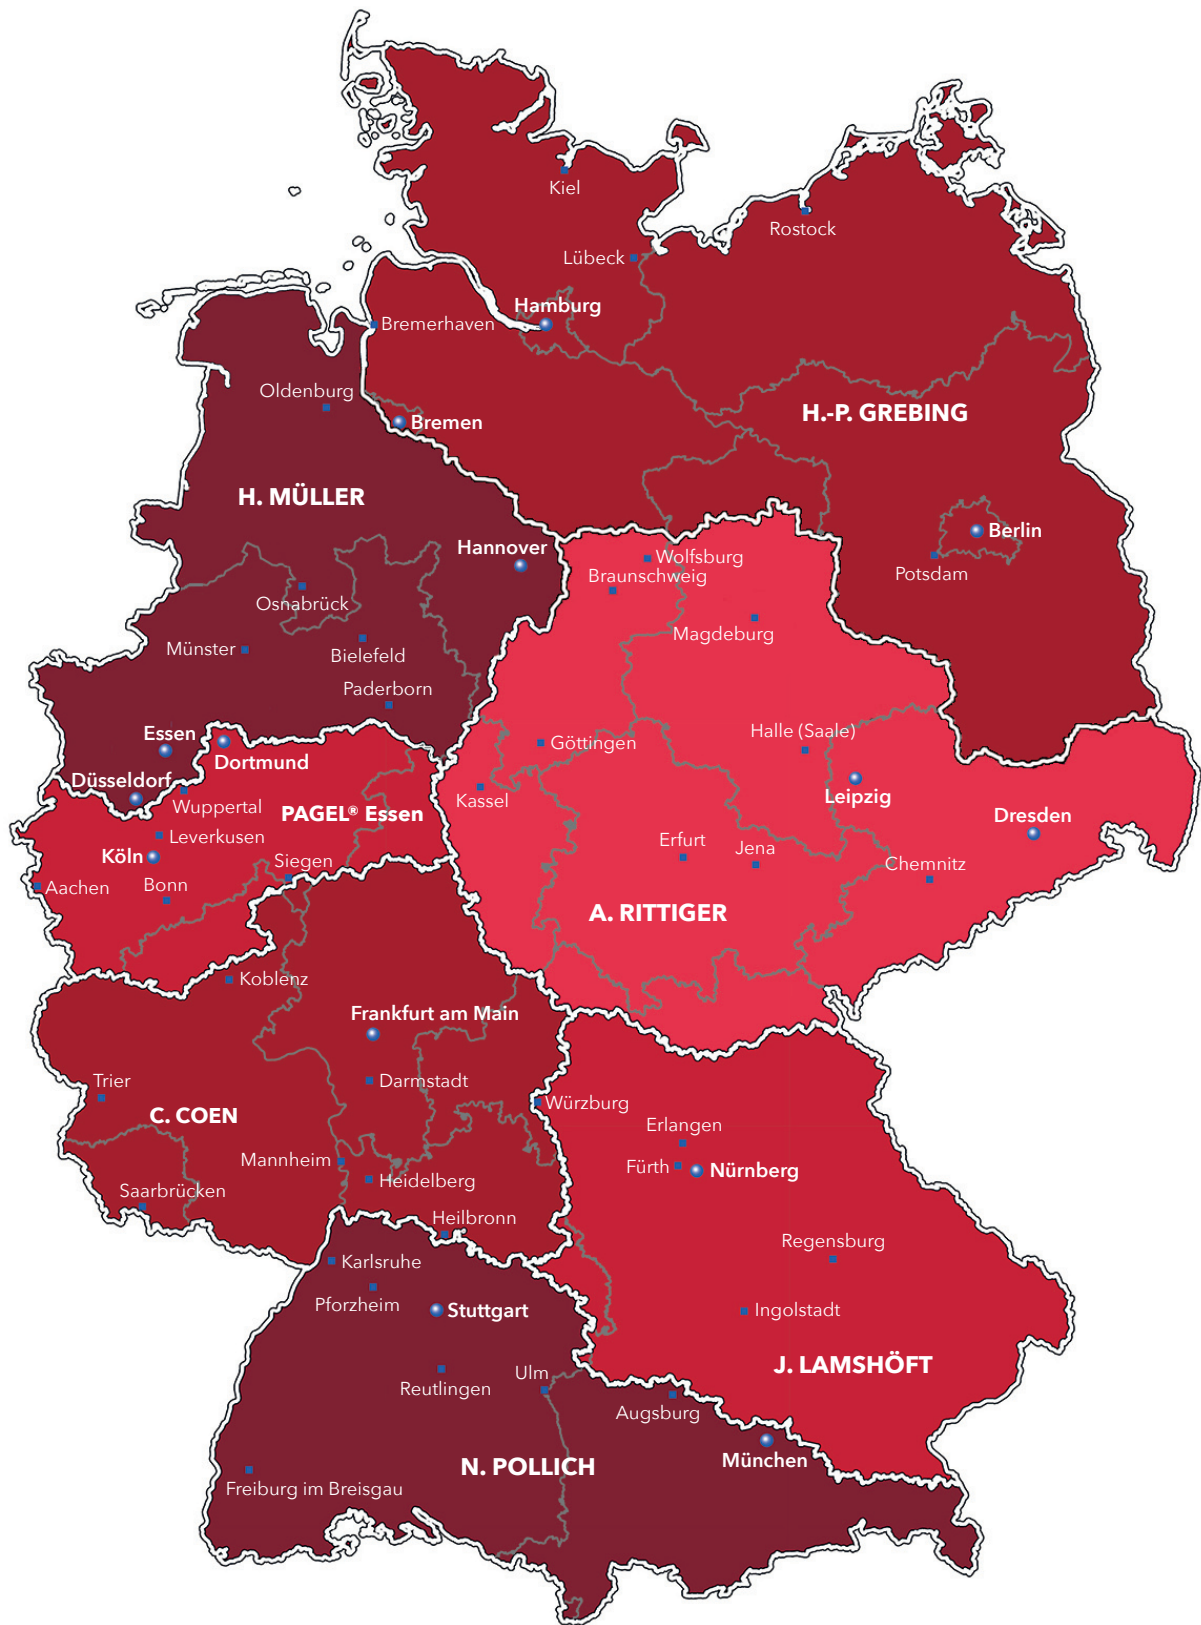 Kiel
Rostock
Lübeck
Hamburg
Bremerhaven
Oldenburg
H.-P. GREBING
Bremen
H. MÜLLER
Berlin
Hannover
Wolfsburg
Potsdam
Braunschweig
Osnabrück
Magdeburg
Münster
Bielefeld
Paderborn
Essen
Halle (Saale)
Göttingen
Dortmund
Düsseldorf
Kassel
Leipzig
Wuppertal
PAGEL® Essen
Dresden
Leverkusen
Erfurt
Jena
Köln
Siegen
Chemnitz
Aachen
Bonn
A. RITTIGER
Koblenz
Frankfurt am Main
Trier
Darmstadt
Würzburg
C. COEN
Erlangen
Mannheim
Fürth
Nürnberg
Heidelberg
Saarbrücken
Heilbronn
Regensburg
Karlsruhe
Pforzheim
Stuttgart
Ingolstadt
J. LAMSHÖFT
Ulm
Reutlingen
Augsburg
München
N. POLLICH
Freiburg im Breisgau